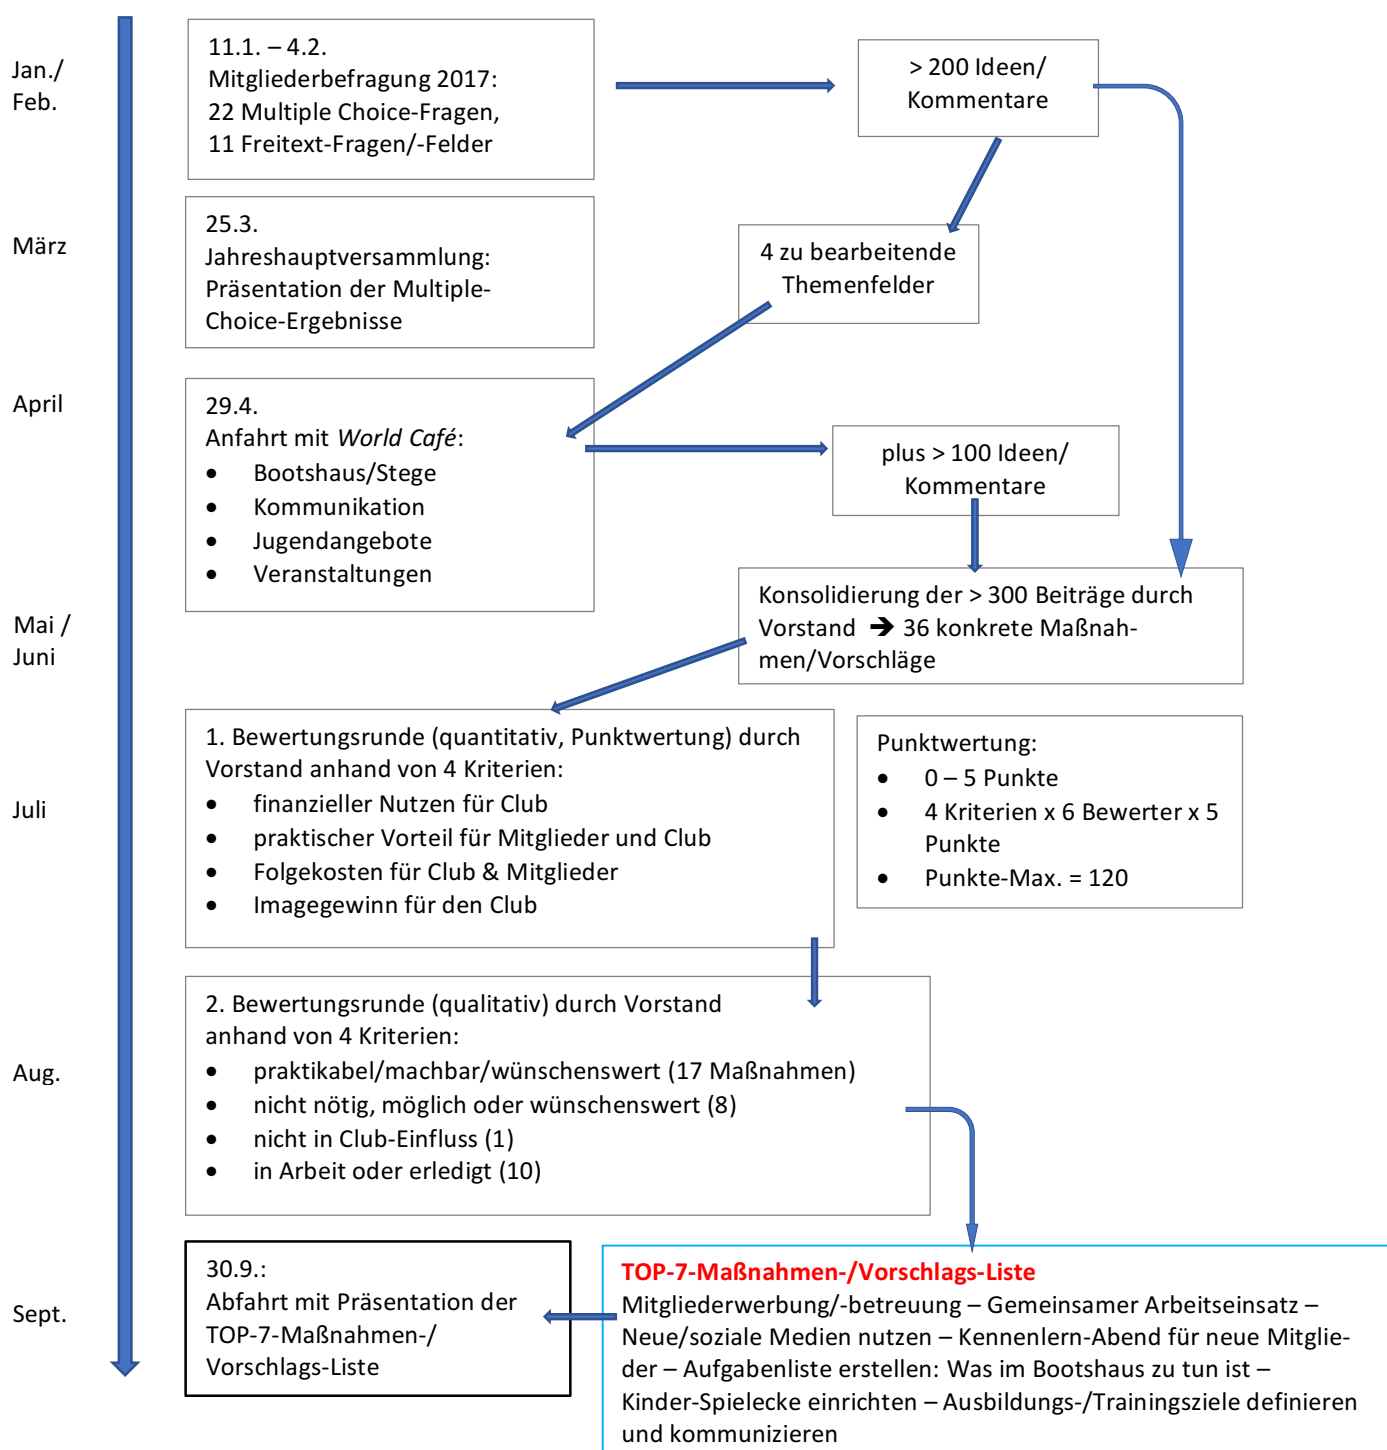 Jan./
Feb.
11.1. – 4.2.
Mitgliederbefragung 2017:
22 Multiple Choice-Fragen,
11 Freitext-Fragen/-Felder
> 200 Ideen/
Kommentare
März
25.3.
Jahreshauptversammlung:
Präsentation der Multiple-
Choice-Ergebnisse
4 zu bearbeitende
Themenfelder
April
29.4.
Anfahrt mit World Café:
• Bootshaus/Stege
• Kommunikation
• Jugendangebote
• Veranstaltungen
plus > 100 Ideen/
Kommentare
Mai /
Juni
Konsolidierung der > 300 Beiträge durch
Vorstand ➔ 36 konkrete Maßnah-
men/Vorschläge
Juli
1. Bewertungsrunde (quantitativ, Punktwertung) durch
Vorstand anhand von 4 Kriterien:
• finanzieller Nutzen für Club
• praktischer Vorteil für Mitglieder und Club
• Folgekosten für Club & Mitglieder
• Imagegewinn für den Club
Punktwertung:
• 0 – 5 Punkte
• 4 Kriterien x 6 Bewerter x 5
Punkte
• Punkte-Max. = 120
Aug.
2. Bewertungsrunde (qualitativ) durch Vorstand
anhand von 4 Kriterien:
• praktikabel/machbar/wünschenswert (17 Maßnahmen)
• nicht nötig, möglich oder wünschenswert (8)
• nicht in Club-Einfluss (1)
• in Arbeit oder erledigt (10)
Sept.
30.9.:
Abfahrt mit Präsentation der
TOP-7-Maßnahmen-/
Vorschlags-Liste
TOP-7-Maßnahmen-/Vorschlags-Liste
Mitgliederwerbung/-betreuung – Gemeinsamer Arbeitseinsatz –
Neue/soziale Medien nutzen – Kennenlern-Abend für neue Mitglie-
der – Aufgabenliste erstellen: Was im Bootshaus zu tun ist –
Kinder-Spielecke einrichten – Ausbildungs-/Trainingsziele definieren
und kommunizieren